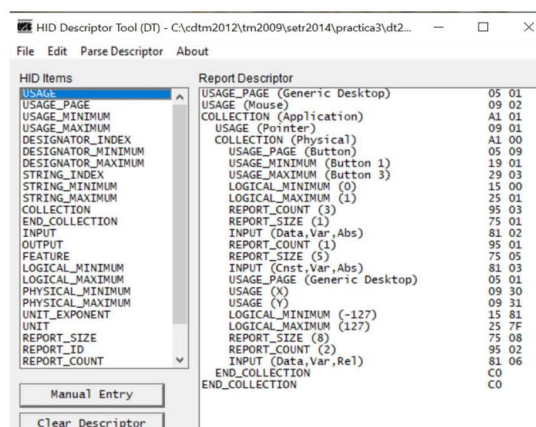 HID Descriptor Tool (DT) - C:\cdtm2012\tm2009\setr2014\practica3\dt2...
File Edit Parse Descriptor About
HID Items
USAGE
USAGE_PAGE
USAGE_MINIMUM
USAGE_MAXIMUM
DESIGNATOR_INDEX
DESIGNATOR_MINIMUM
DESIGNATOR_MAXIMUM
STRING_INDEX
STRING_MINIMUM
STRING_MAXIMUM
COLLECTION
END_COLLECTION
INPUT
OUTPUT
FEATURE
LOGICAL_MINIMUM
LOGICAL_MAXIMUM
PHYSICAL_MINIMUM
PHYSICAL_MAXIMUM
UNIT_EXPONENT
UNIT
REPORT_SIZE
REPORT_ID
REPORT_COUNT
Manual Entry
Clear Descriptor
Report Descriptor
USAGE_PAGE (Generic Desktop) 05 01
USAGE (Mouse) 09 02
COLLECTION (Application) A1 01
USAGE (Pointer) 09 01
COLLECTION (Physical) A1 00
USAGE_PAGE (Button) 05 09
USAGE_MINIMUM (Button 1) 19 01
USAGE_MAXIMUM (Button 3) 29 03
LOGICAL_MINIMUM (0) 15 00
LOGICAL_MAXIMUM (1) 25 01
REPORT_COUNT (3) 95 03
REPORT_SIZE (1) 75 01
INPUT (Data,Var,Abs) 81 02
REPORT_COUNT (1) 95 01
REPORT_SIZE (5) 75 05
INPUT (Cnst,Var,Abs) 81 03
USAGE_PAGE (Generic Desktop) 05 01
USAGE (X) 09 30
USAGE (Y) 09 31
LOGICAL_MINIMUM (-127) 15 81
LOGICAL_MAXIMUM (127) 25 7F
REPORT_SIZE (8) 75 08
REPORT_COUNT (2) 95 02
INPUT (Data,Var,Rel) 81 06
END_COLLECTION C0
END_COLLECTION C0